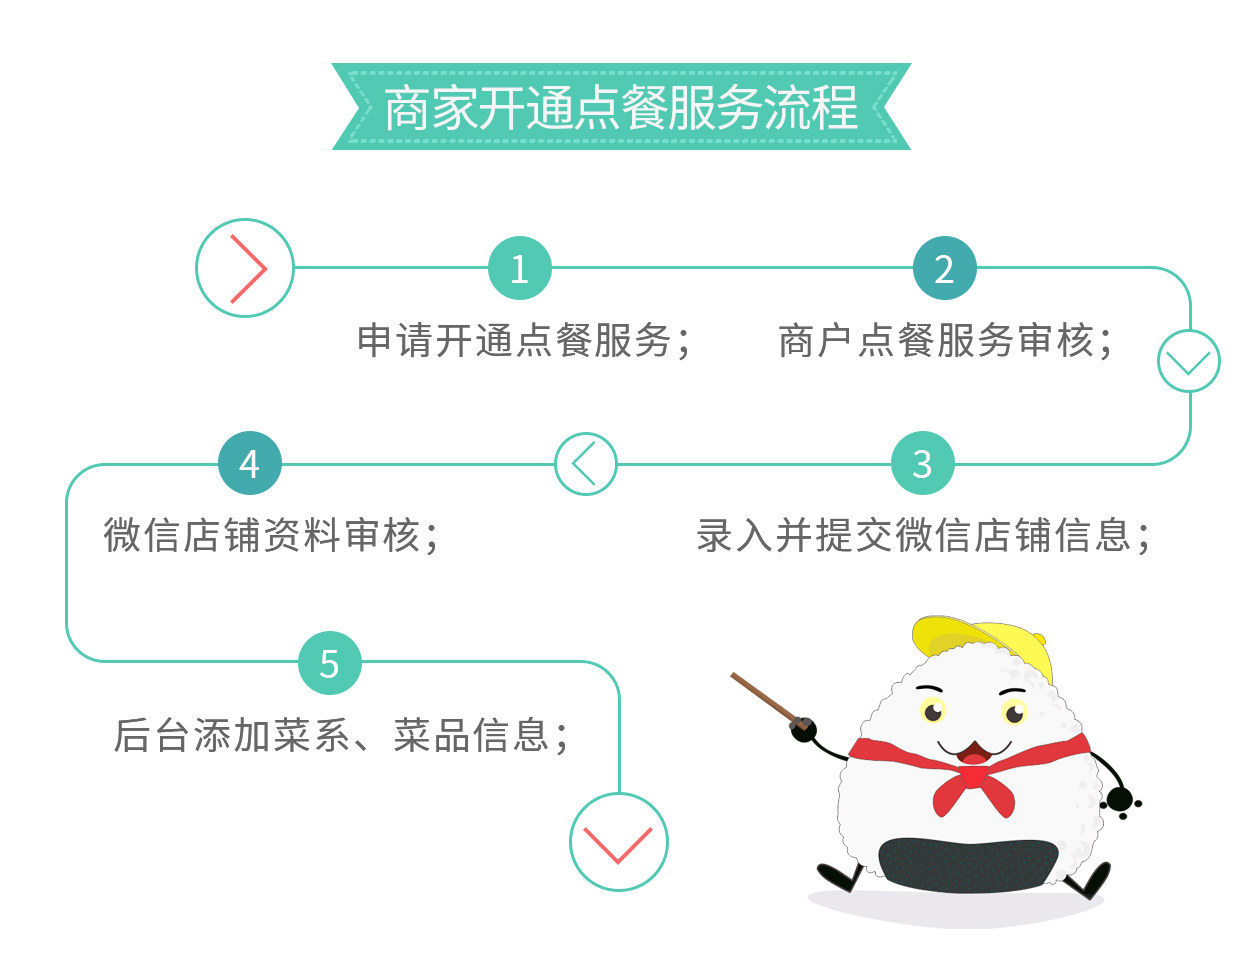 商家开通点餐服务流程
1
2
申请开通点餐服务；
商户点餐服务审核；
3
录入并提交微信店铺信息；
4
微信店铺资料审核；
5
后台添加菜系、菜品信息；